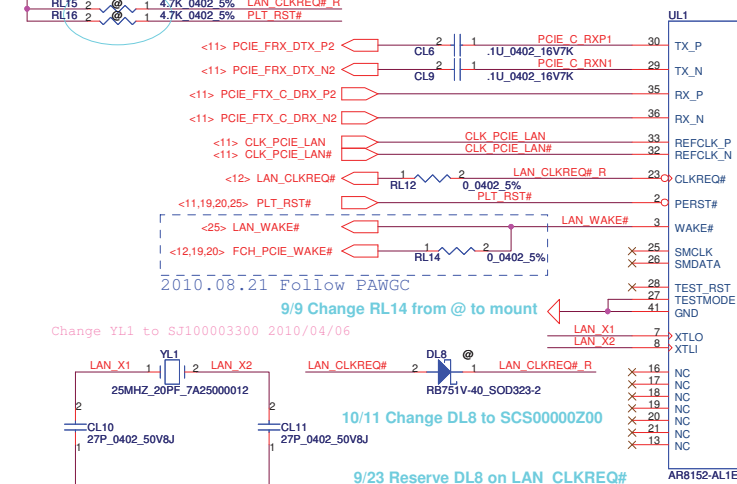 RL15 2 @ 1 4.7K_0402_5% LAN_CLKREQ#_R
RL16 2 @ 1 4.7K_0402_5% PLT_RST#
UL1
<11> PCIE_FRX_DTX_P2 2 1 PCIE_C_RXP1 30 TX_P
CL6 .1U_0402_16V7K
<11> PCIE_FRX_DTX_N2 2 1 PCIE_C_RXN1 29 TX_N
CL9 .1U_0402_16V7K
<11> PCIE_FTX_C_DRX_P2 35 RX_P
<11> PCIE_FTX_C_DRX_N2 36 RX_N
<11> CLK_PCIE_LAN CLK_PCIE_LAN 33 REFCLK_P
<11> CLK_PCIE_LAN# CLK_PCIE_LAN# 32 REFCLK_N
<12> LAN_CLKREQ# 1 2 LAN_CLKREQ#_R 23 CLKREQ#
RL12 0_0402_5%
<11,19,20,25> PLT_RST# PLT_RST# 2 PERST#
<25> LAN_WAKE# LAN_WAKE# 3 WAKE#
<12,19,20> FCH_PCIE_WAKE# 1 2
RL14 0_0402_5%
25 SMCLK
26 SMDATA
2010.08.21 Follow PAWGC
28 TEST_RST
27 TESTMODE
9/9 Change RL14 from @ to mount
41 GND
Change YL1 to SJ100003300 2010/04/06
LAN_X1 7 XTLO
LAN_X2 8 XTLI
LAN_X1 1 YL1 2 LAN_X2
25MHZ_20PF_7A25000012
LAN_CLKREQ# 2 DL8 @ 1 LAN_CLKREQ#_R
RB751V-40_SOD323-2
16 NC
17 NC
18 NC
19 NC
20 NC
21 NC
13 NC
2 CL10 1
27P_0402_50V8J
2 CL11 1
27P_0402_50V8J
10/11 Change DL8 to SCS00000Z00
9/23 Reserve DL8 on LAN_CLKREQ#
AR8152-AL1E